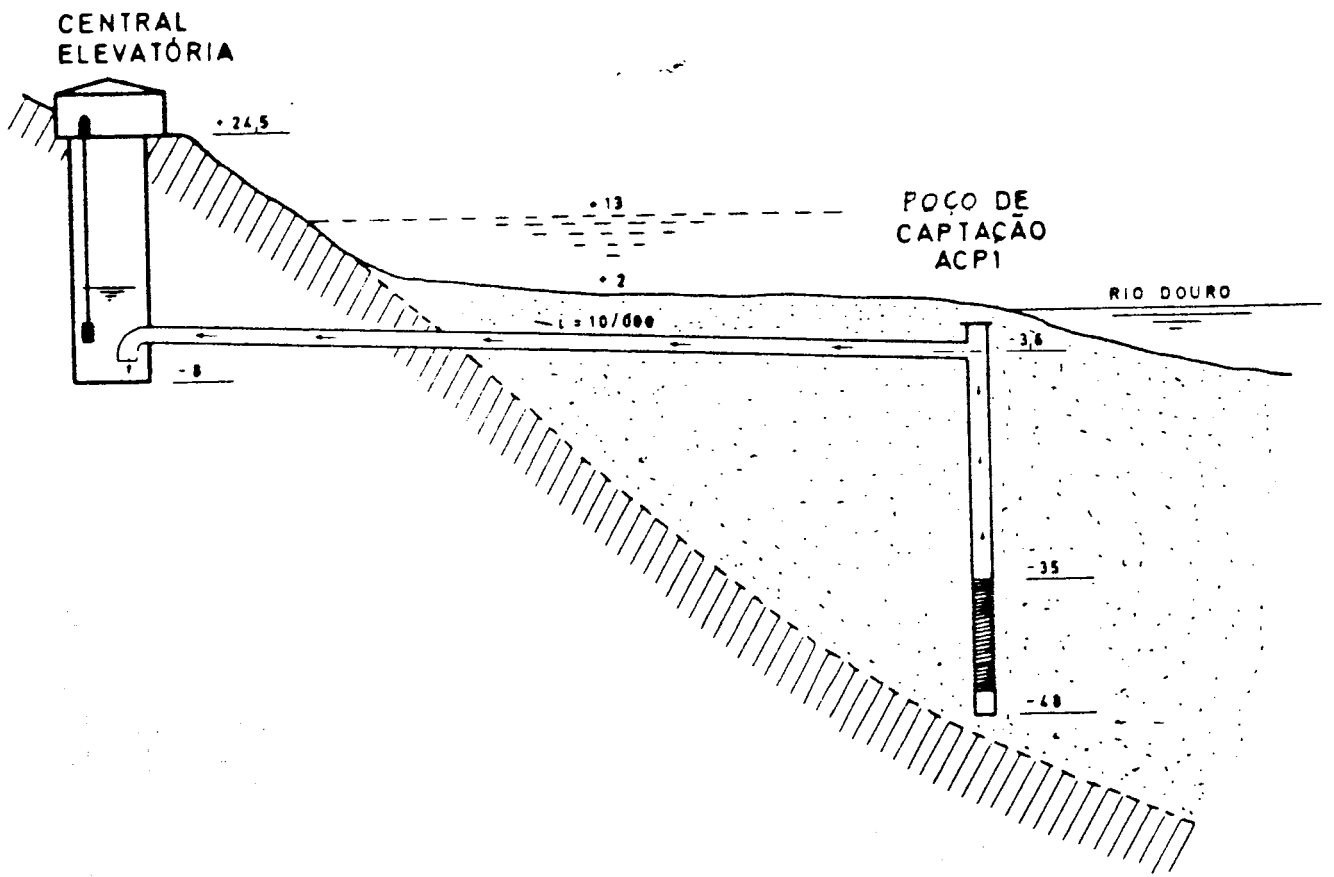 CENTRAL
ELEVATÓRIA
+ 24,5
+ 13
POÇO DE
CAPTAÇÃO
ACP1
+ 2
RIO DOURO
-3,6
- 8
-35
-48